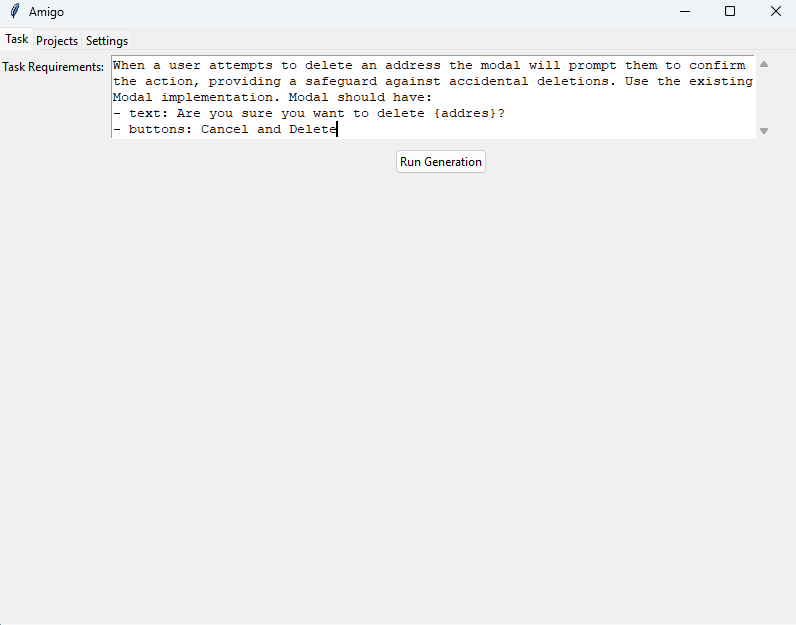 Amigo
Task Projects Settings
Task Requirements:
When a user attempts to delete an address the modal will prompt them to confirm
the action, providing a safeguard against accidental deletions. Use the existing
Modal implementation. Modal should have:
- text: Are you sure you want to delete {addres}?
- buttons: Cancel and Delete
Run Generation